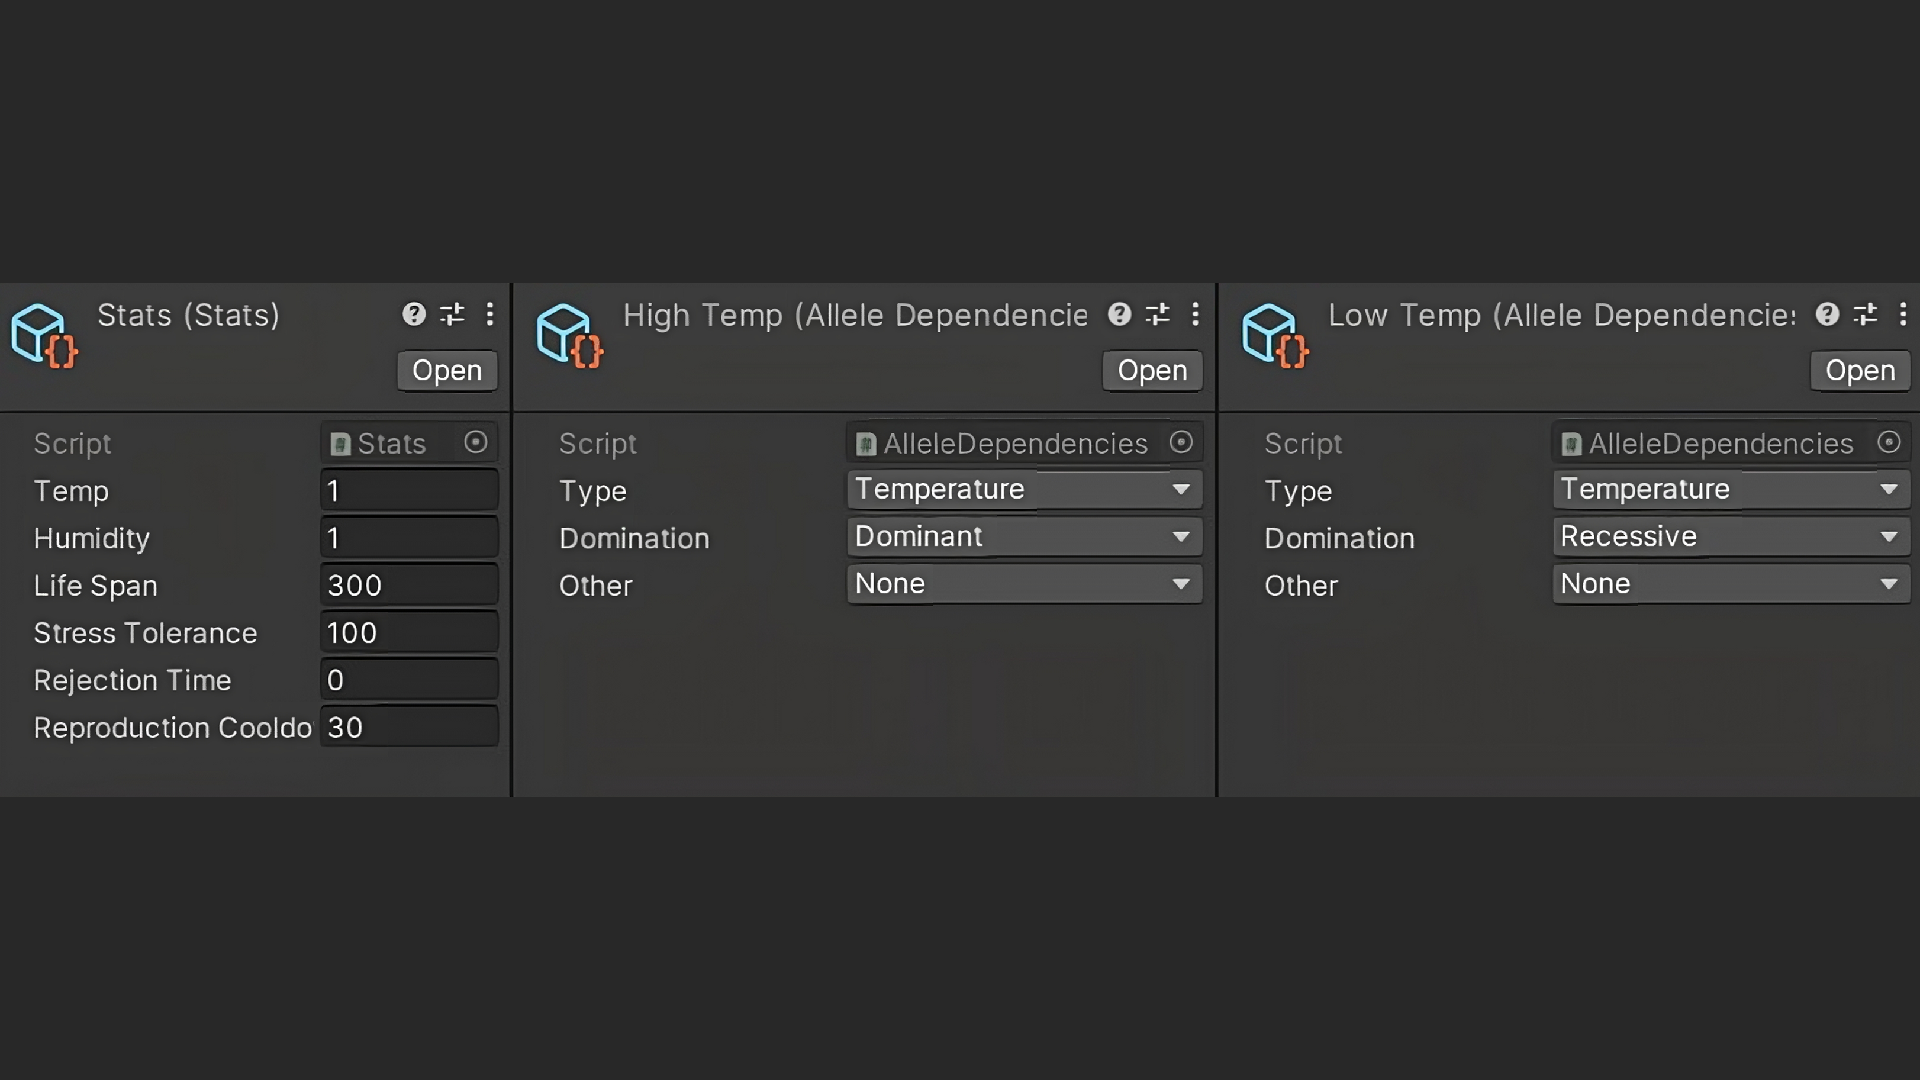 Stats (Stats)
Open
Script Stats
Temp 1
Humidity 1
Life Span 300
Stress Tolerance 100
Rejection Time 0
Reproduction Cooldo 30
High Temp (Allele Dependencie
Open
Script AlleleDependencies
Type Temperature
Domination Dominant
Other None
Low Temp (Allele Dependencies
Open
Script AlleleDependencies
Type Temperature
Domination Recessive
Other None